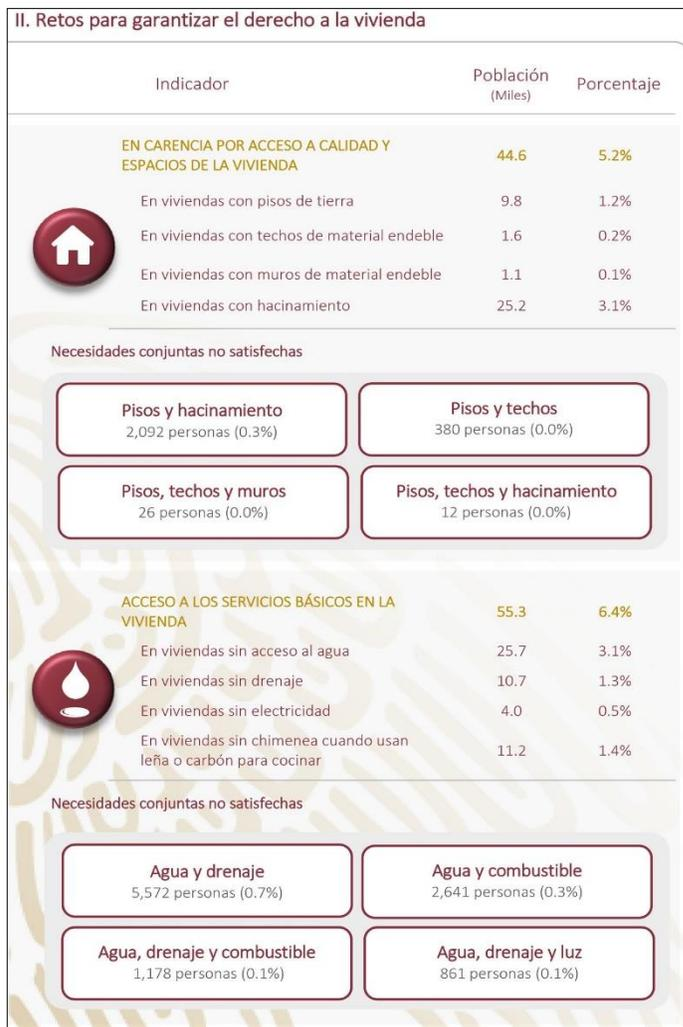 II. Retos para garantizar el derecho a la vivienda
Indicador Población Porcentaje
(Miles)
EN CARENCIA POR ACCESO A CALIDAD Y
ESPACIOS DE LA VIVIENDA 44.6 5.2%
En viviendas con pisos de tierra 9.8 1.2%
En viviendas con techos de material endeble 1.6 0.2%
En viviendas con muros de material endeble 1.1 0.1%
En viviendas con hacinamiento 25.2 3.1%
Necesidades conjuntas no satisfechas
Pisos y hacinamiento
2,092 personas (0.3%)
Pisos y techos
380 personas (0.0%)
Pisos, techos y muros
26 personas (0.0%)
Pisos, techos y hacinamiento
12 personas (0.0%)
ACCESO A LOS SERVICIOS BÁSICOS EN LA
VIVIENDA 55.3 6.4%
En viviendas sin acceso al agua 25.7 3.1%
En viviendas sin drenaje 10.7 1.3%
En viviendas sin electricidad 4.0 0.5%
En viviendas sin chimenea cuando usan
leña o carbón para cocinar 11.2 1.4%
Necesidades conjuntas no satisfechas
Agua y drenaje
5,572 personas (0.7%)
Agua y combustible
2,641 personas (0.3%)
Agua, drenaje y combustible
1,178 personas (0.1%)
Agua, drenaje y luz
861 personas (0.1%)